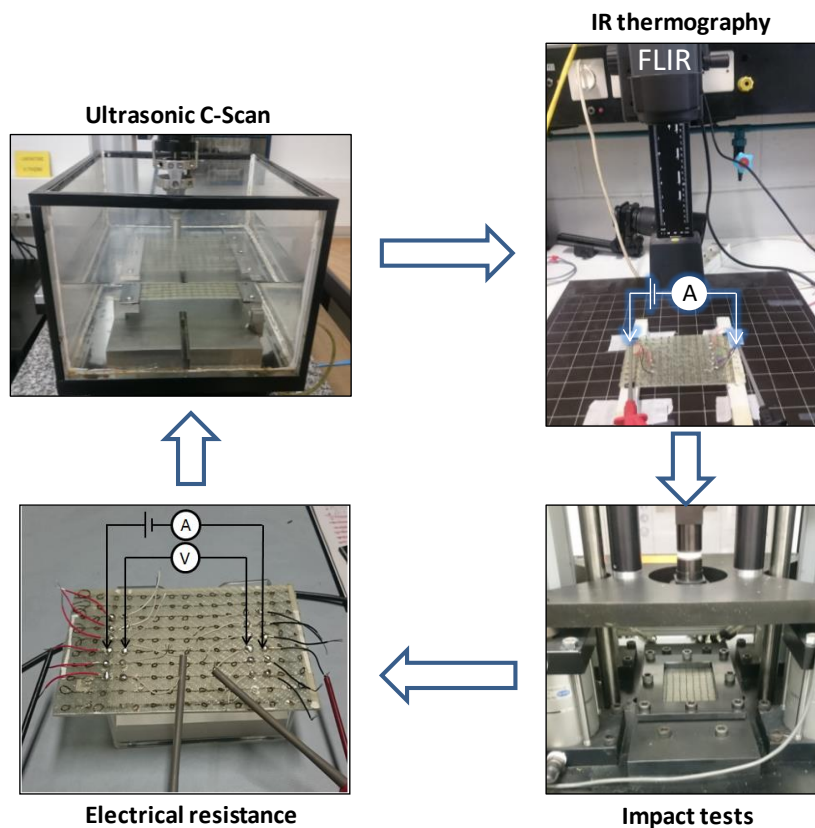 IR thermography
FLIR
Ultrasonic C-Scan
A
A
V
Electrical resistance
Impact tests